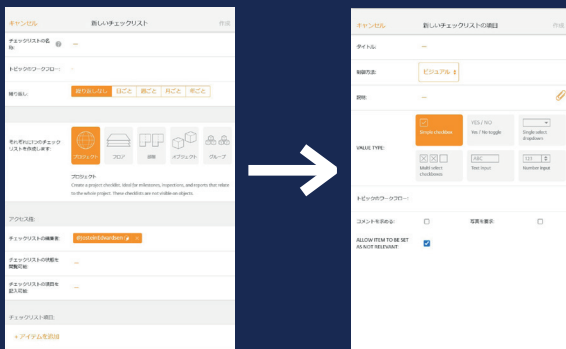 キャンセル 新しいチェックリスト 作成
チェックリストの名
称:
トピックのワークフロー:
繰り返し: 繰り返しなし 日ごと 週ごと 月ごと 年ごと
それぞれに1つのチェック
リストを作成します:
プロジェクト フロア 部屋 オブジェクト グループ
プロジェクト
Create a project checklist, ideal for milestones, inspections, and reports that relate
to the whole project. These checklists are not visible on objects.
アクセス権:
チェックリストの編集者:
チェックリストの状態を
閲覧可能:
チェックリストの項目を
記入可能:
チェックリスト項目:
+ アイテムを追加
キャンセル 新しいチェックリストの項目 作成
タイトル:
制御方法: ビジュアル
説明:
VALUE TYPE:
Simple checkbox
YES / NO
Yes / No toggle
Single select
dropdown
Multi select
checkboxes
ABC
Text input
123
Number input
トピックのワークフロー:
コメントを求める: 写真を要求:
ALLOW ITEM TO BE SET
AS NOT RELEVANT: